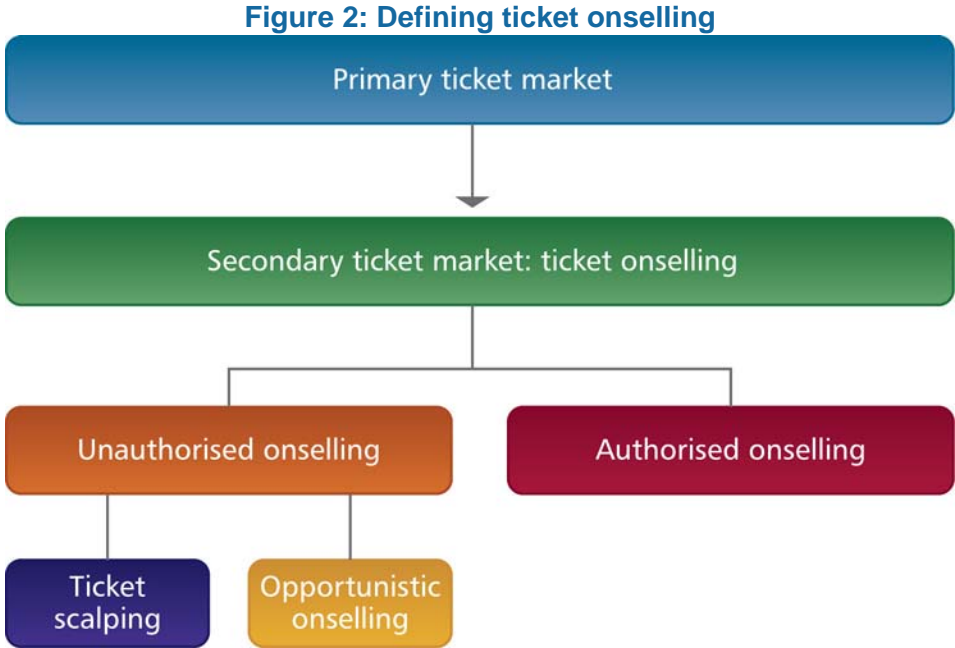 Figure 2: Defining ticket onselling
Primary ticket market
Secondary ticket market: ticket onselling
Unauthorised onselling
Authorised onselling
Ticket
scalping
Opportunistic
onselling